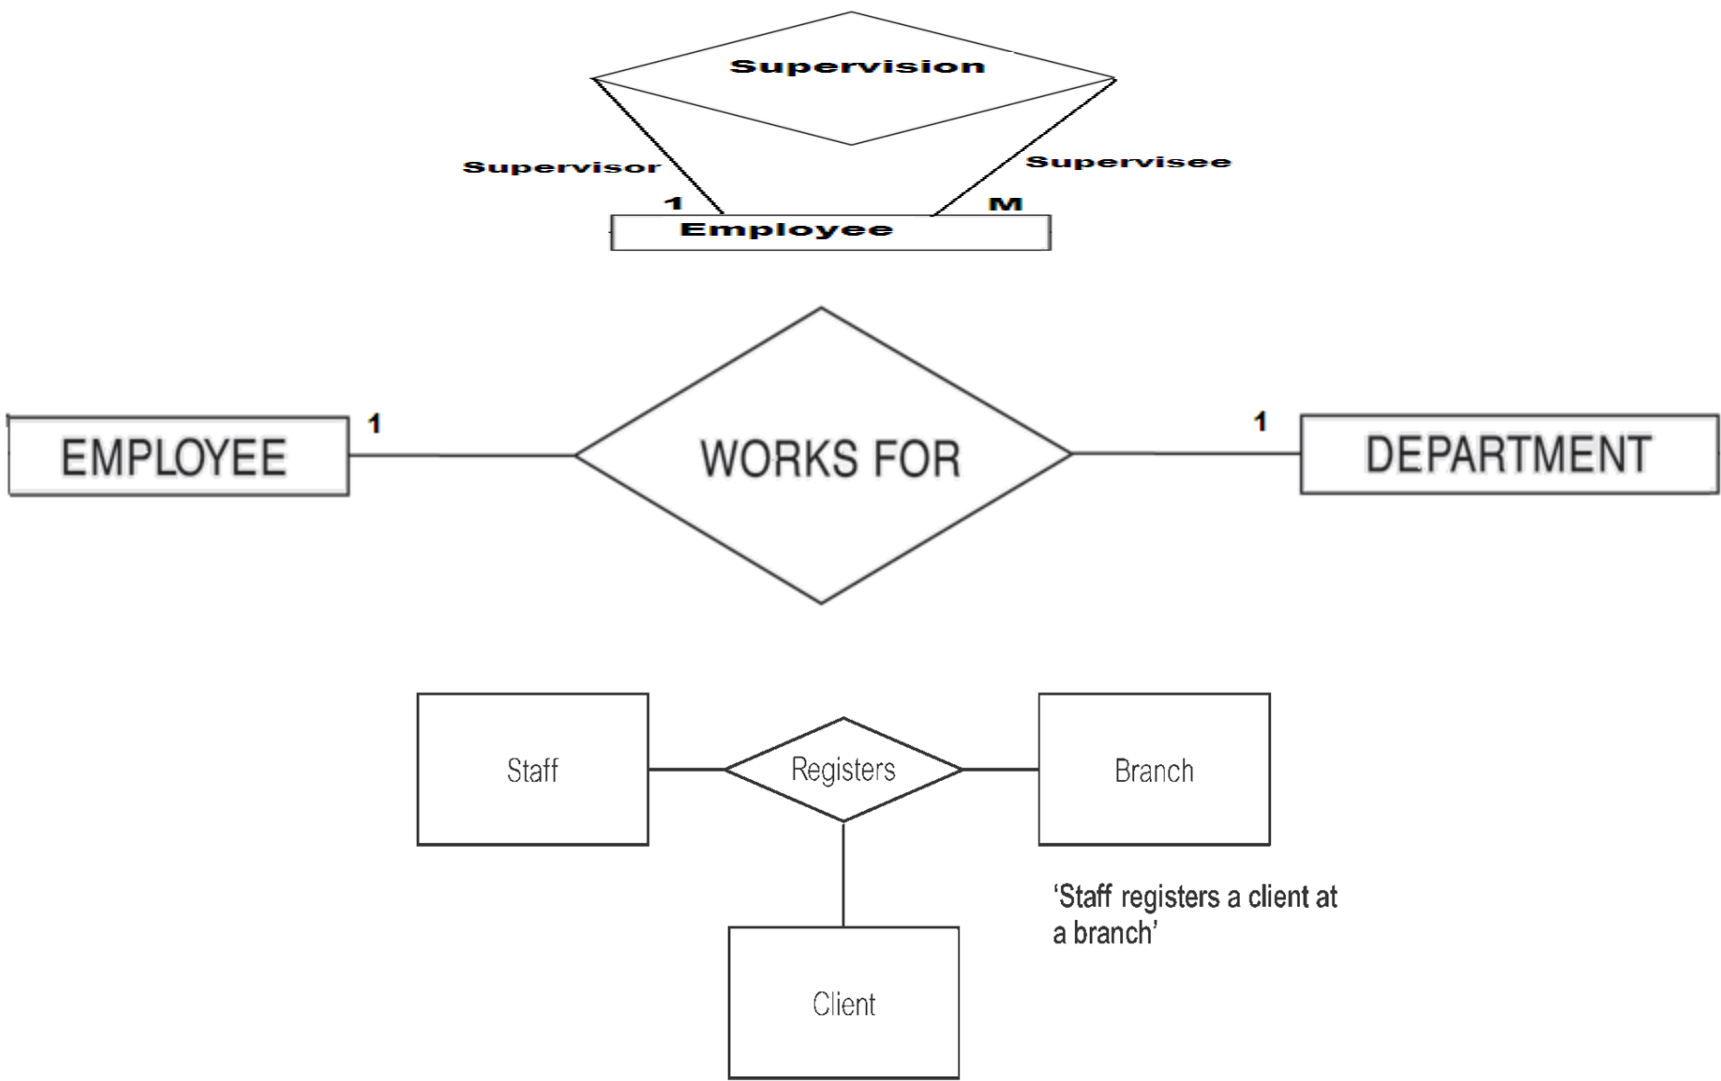 Supervision
Supervisor
Supervisee
1
M
Employee
EMPLOYEE
1
WORKS FOR
1
DEPARTMENT
Staff
Registers
Branch
‘Staff registers a client at
a branch’
Client